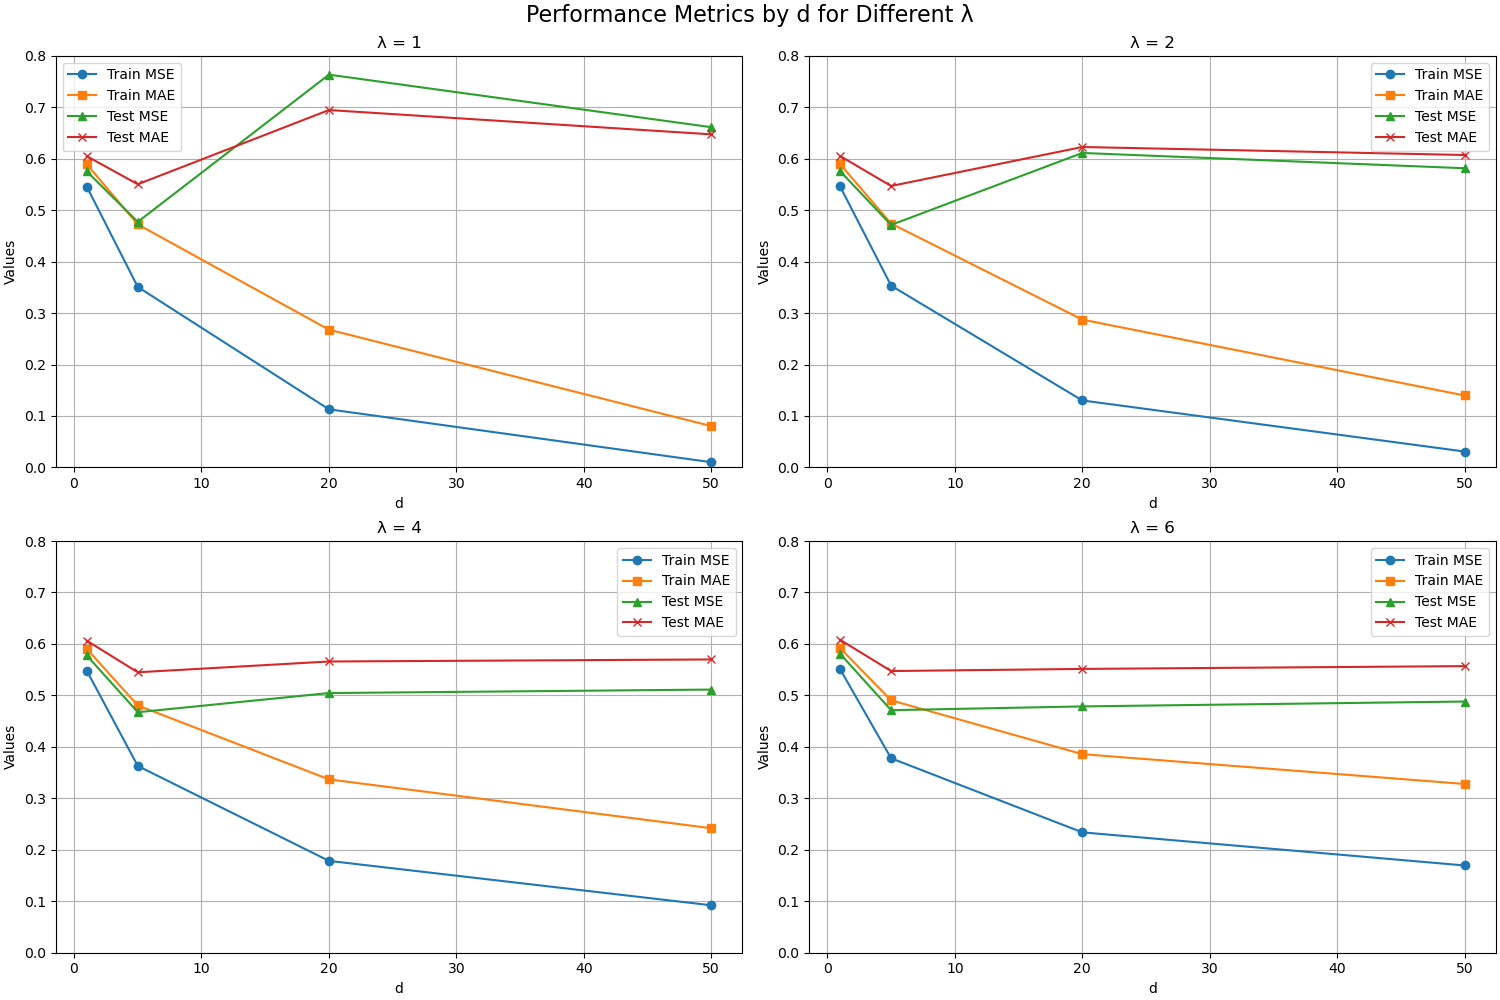 Performance Metrics by d for Different λ
λ = 1
Train MSE
Train MAE
Test MSE
Test MAE
Values
0.8
0.7
0.6
0.5
0.4
0.3
0.2
0.1
0.0
0 10 20 30 40 50
d
λ = 2
Train MSE
Train MAE
Test MSE
Test MAE
Values
0.8
0.7
0.6
0.5
0.4
0.3
0.2
0.1
0.0
0 10 20 30 40 50
d
λ = 4
Train MSE
Train MAE
Test MSE
Test MAE
Values
0.8
0.7
0.6
0.5
0.4
0.3
0.2
0.1
0.0
0 10 20 30 40 50
d
λ = 6
Train MSE
Train MAE
Test MSE
Test MAE
Values
0.8
0.7
0.6
0.5
0.4
0.3
0.2
0.1
0.0
0 10 20 30 40 50
d